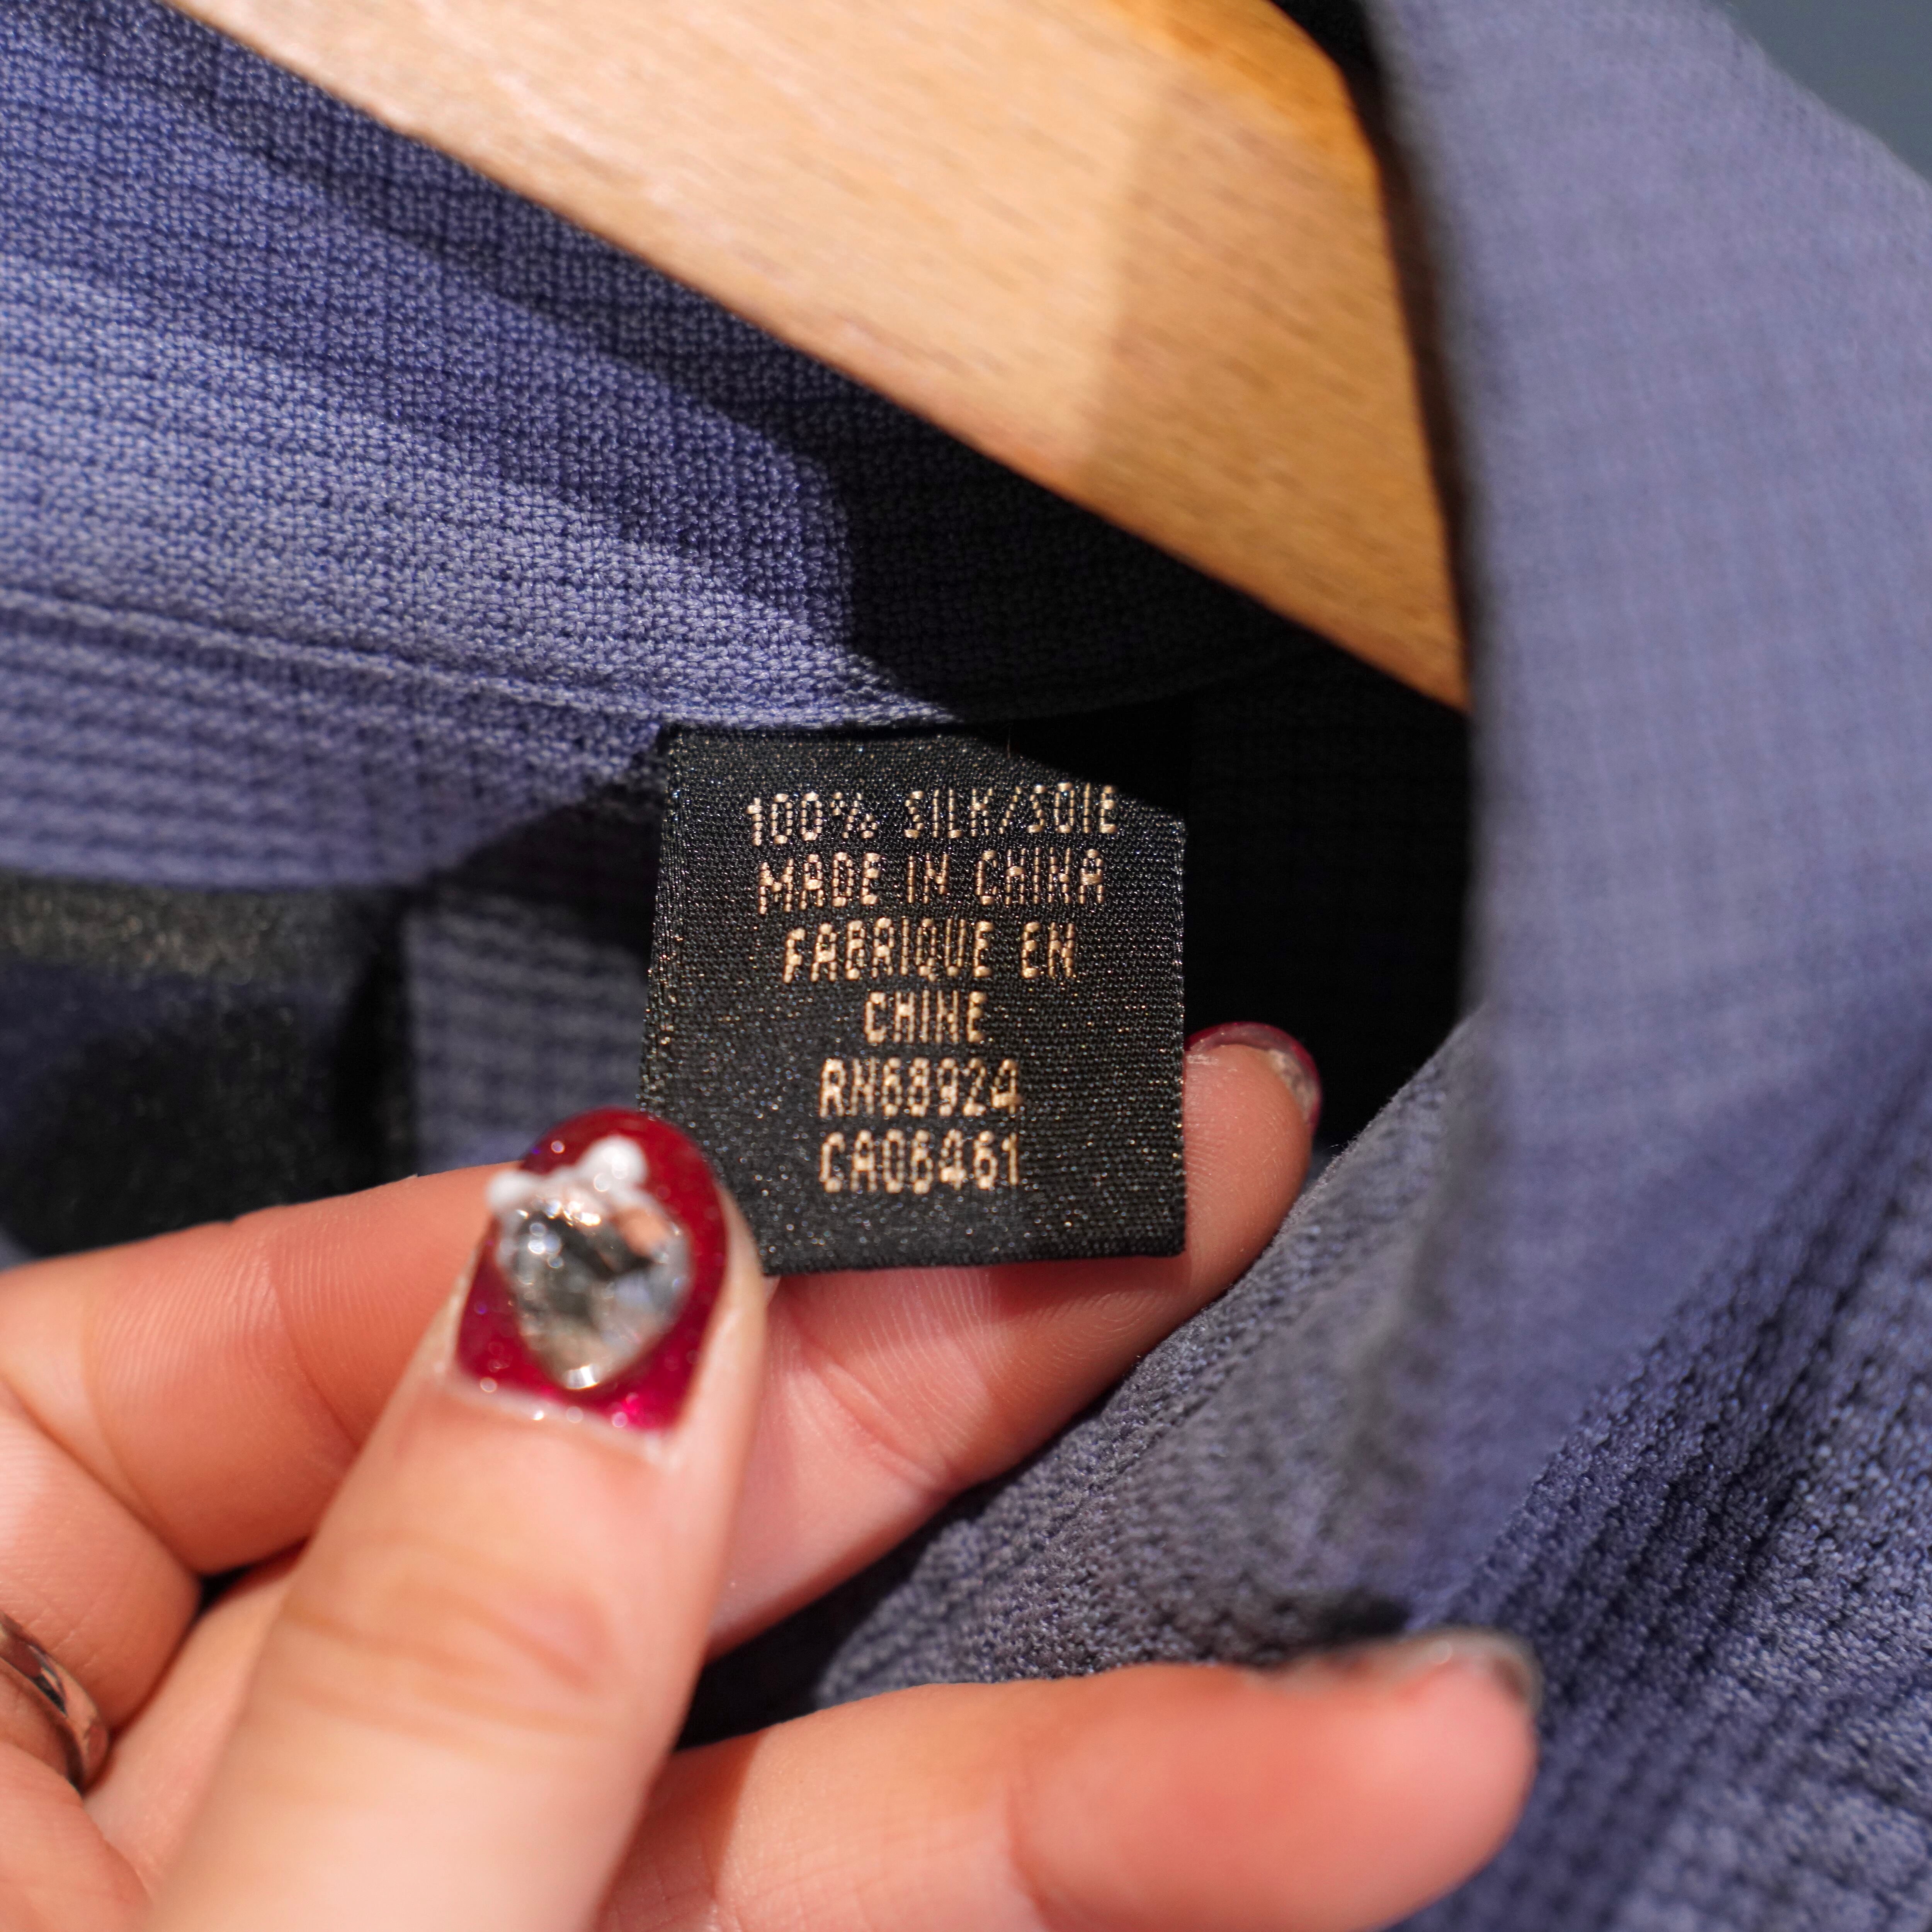 100% SILK/SOIE
MADE IN CHINA
FABRIQUE EN
CHINE
RN68924
CA06461